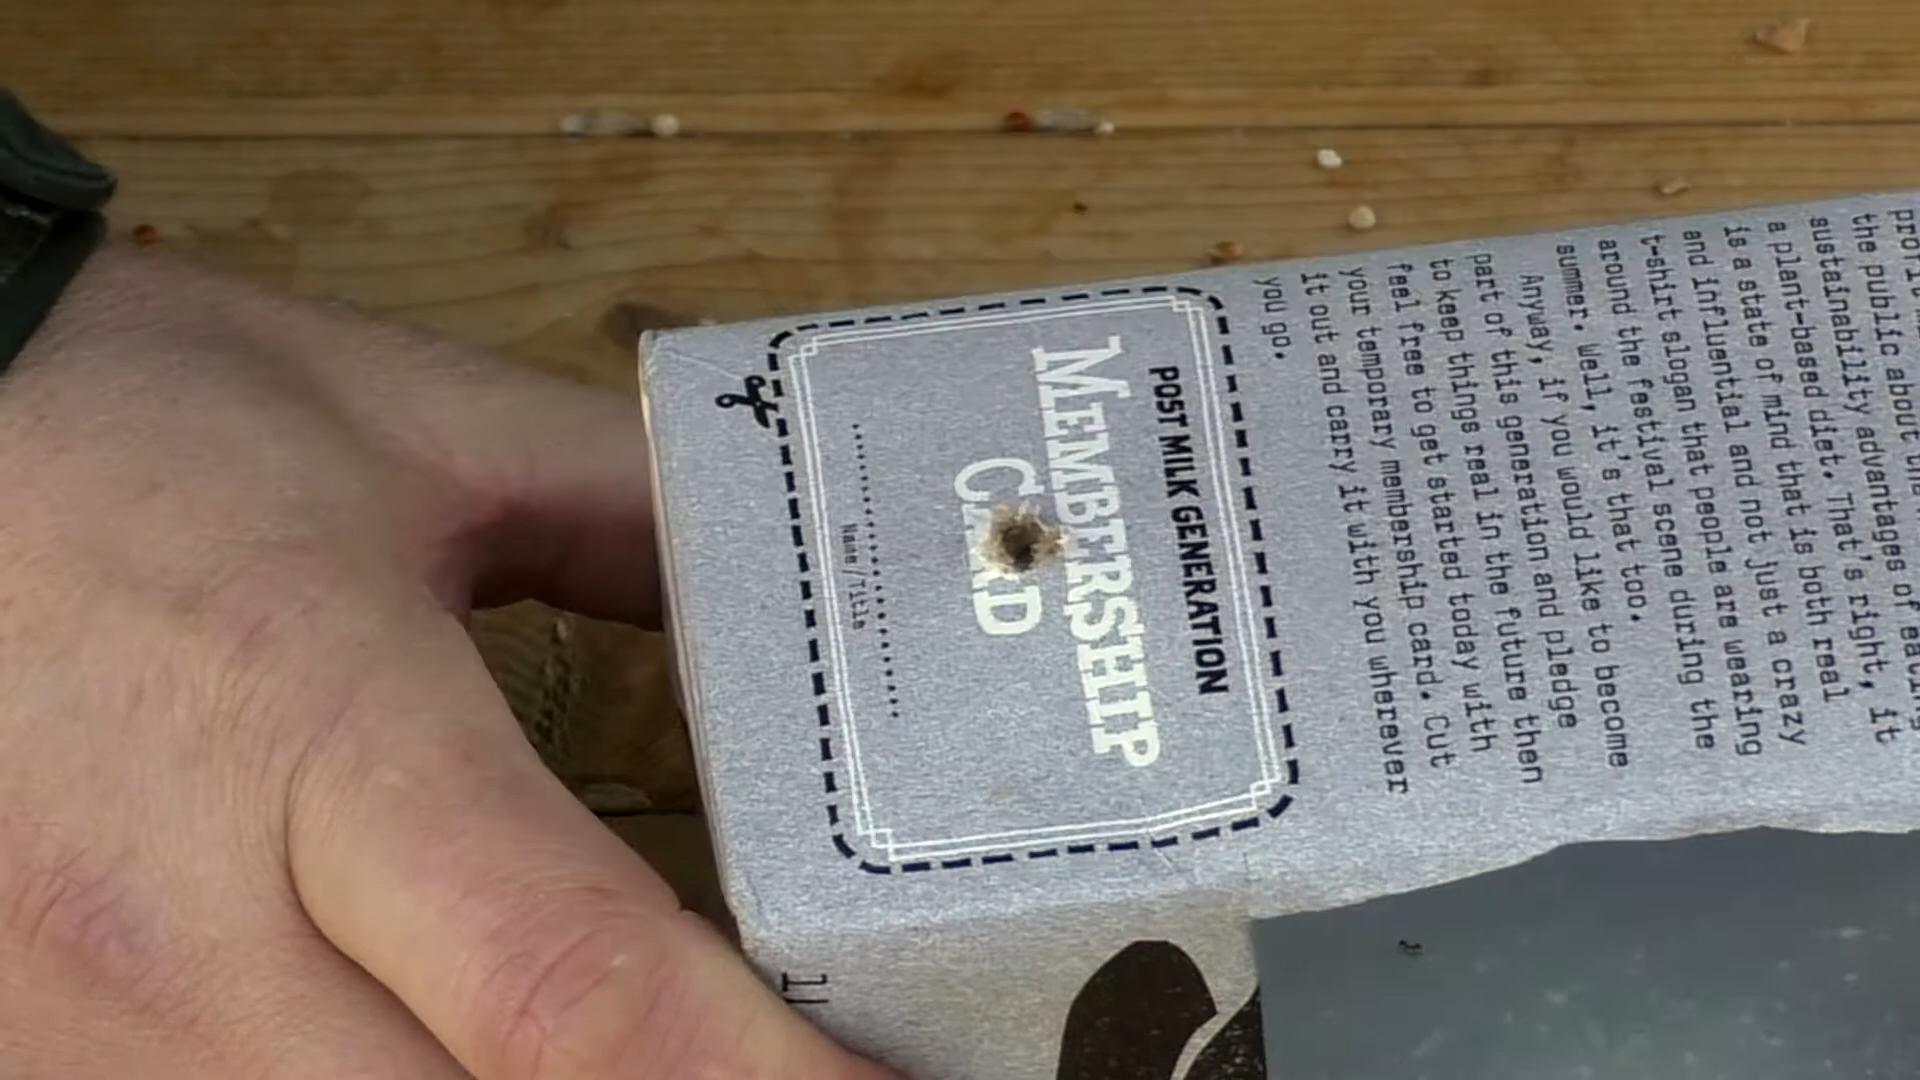 the public about the
sustainability advantages of eating
a plant-based diet. That's right, it
is a state of mind that is both real
and influential and not just a crazy
t-shirt slogan that people are wearing
around the festival scene during the
summer. Well, it's that too.
Anyway, if you would like to become
part of this generation and pledge
to keep things real in the future then
feel free to get started today with
your temporary membership card. Cut
it out and carry it with you wherever
you go.
POST MILK GENERATION
MEMBERSHIP
CARD
Name/Title